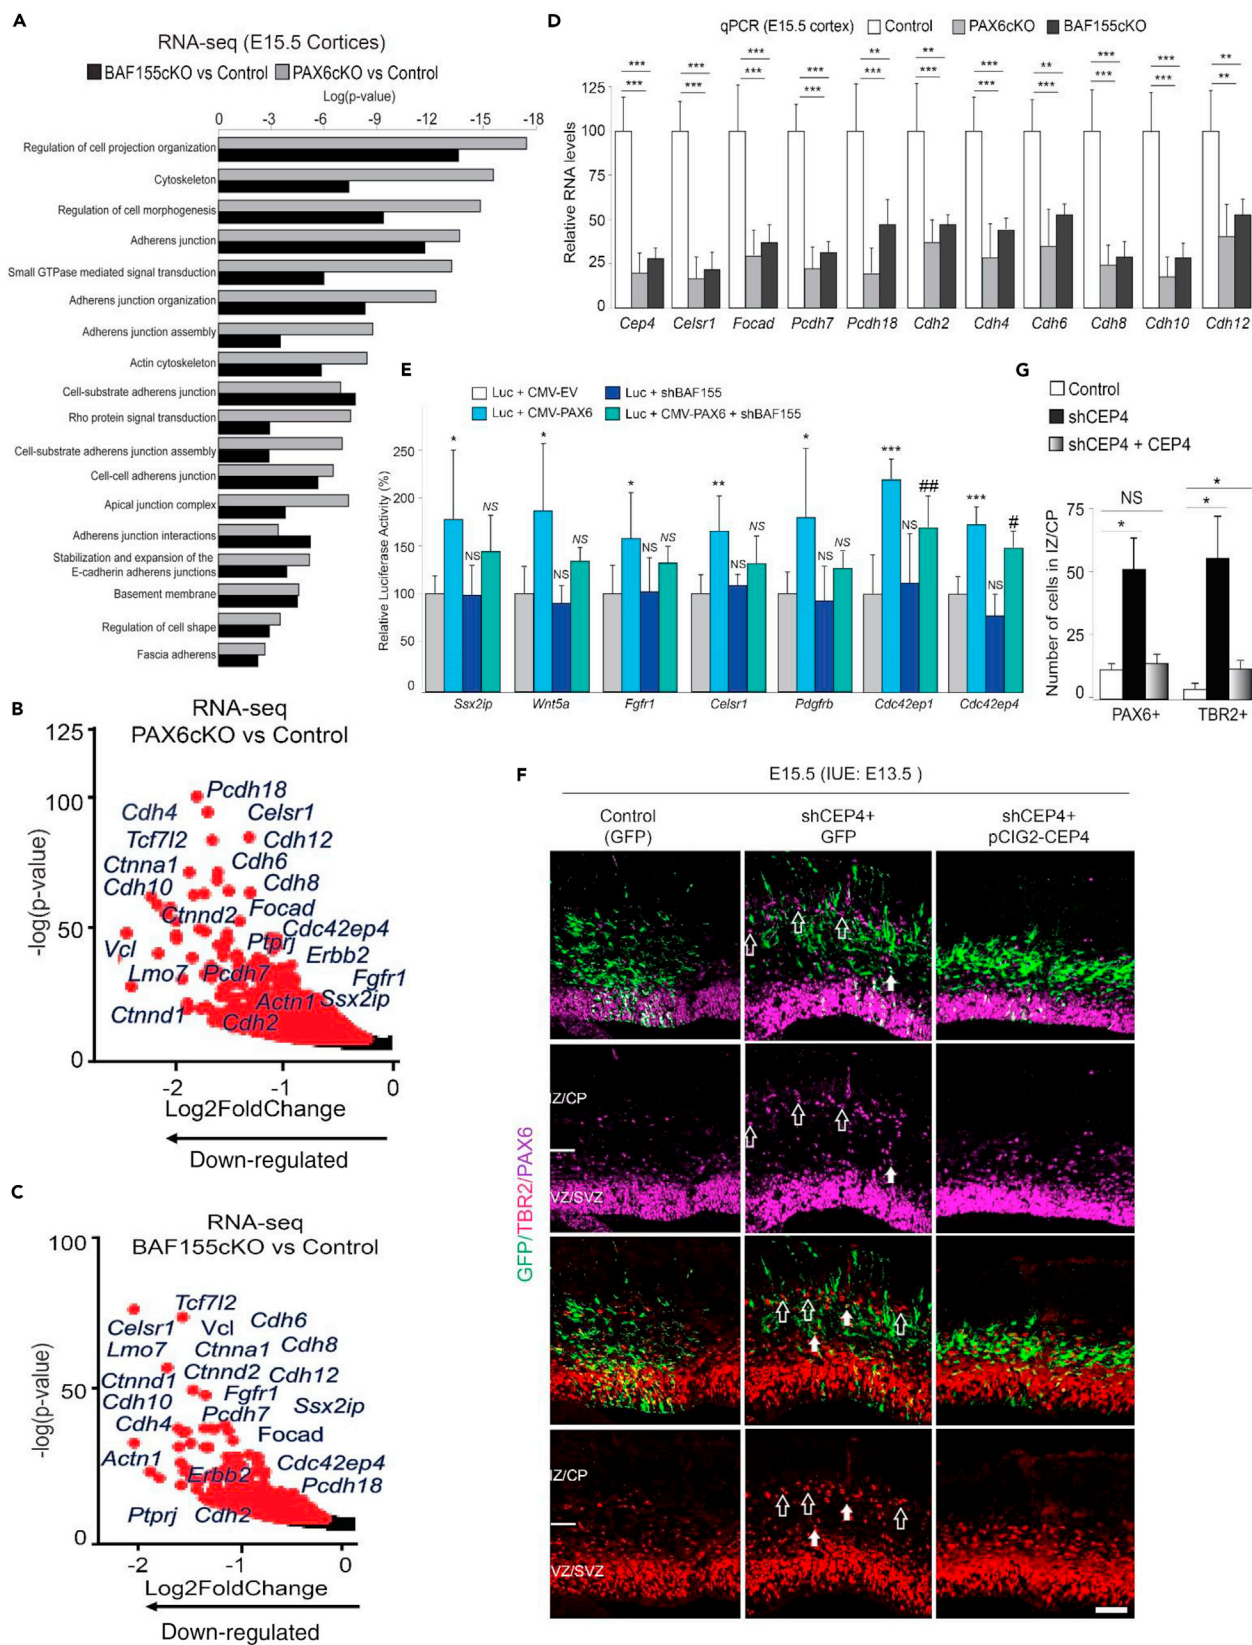 A
RNA-seq (E15.5 Cortices)
BAF155cKO vs Control PAX6cKO vs Control
Log(p-value)
0 -3 -6 -9 -12 -15 -18
Regulation of cell projection organization
Cytoskeleton
Regulation of cell morphogenesis
Adherens junction
Small GTPase mediated signal transduction
Adherens junction organization
Adherens junction assembly
Actin cytoskeleton
Cell-substrate adherens junction
Rho protein signal transduction
Cell-substrate adherens junction assembly
Cell-cell adherens junction
Apical junction complex
Adherens junction interactions
Stabilization and expansion of the
E-cadherin adherens junctions
Basement membrane
Regulation of cell shape
Fascia adherens
B
RNA-seq
PAX6cKO vs Control
125
100
50
0
-log(p-value)
Pcdh18
Cdh4 Celsr1
Tcf7l2 Cdh12
Ctnna1 Cdh6
Cdh10 Cdh8
Ctnnd2 Focad
Cdc42ep4
Vcl Ptprj Erbb2
Lmo7 Pcdh7 Fgfr1
Actn1 Ssx2ip
Ctnnd1 Cdh2
-2 -1 0
Log2FoldChange
Down-regulated
C
RNA-seq
BAF155cKO vs Control
100
50
0
-log(p-value)
Tcf7l2 Cdh6
Celsr1 Vcl
Lmo7 Ctnna1 Cdh8
Ctnnd1 Ctnnd2 Cdh12
Cdh10 Fgfr1 Ssx2ip
Cdh4 Pcdh7 Focad
Actn1 Erbb2 Cdc42ep4
Pcdh18
Ptprj Cdh2
-2 -1 0
Log2FoldChange
Down-regulated
D
qPCR (E15.5 cortex) Control PAX6cKO BAF155cKO
*** *** *** *** ** ** *** ** *** *** **
*** *** *** *** *** *** *** *** *** *** **
Relative RNA levels
125
100
75
50
25
0
Cep4 Celsr1 Focad Pcdh7 Pcdh18 Cdh2 Cdh4 Cdh6 Cdh8 Cdh10 Cdh12
E
Luc + CMV-EV Luc + shBAF155
Luc + CMV-PAX6 Luc + CMV-PAX6 + shBAF155
Relative Luciferase Activity (%)
250
200
150
100
50
0
* NS NS
* NS NS
* NS NS
** NS NS
* NS NS
*** NS ##
*** NS #
Ssx2ip Wnt5a Fgfr1 Celsr1 Pdgfrb Cdc42ep1 Cdc42ep4
G
Control
shCEP4
shCEP4 + CEP4
NS *
* *
Number of cells in IZ/CP
75
50
25
0
PAX6+ TBR2+
F
E15.5 (IUE: E13.5 )
Control
(GFP)
shCEP4+
GFP
shCEP4+
pCIG2-CEP4
GFP/TBR2/PAX6
IZ/CP
VZ/SVZ
IZ/CP
VZ/SVZ